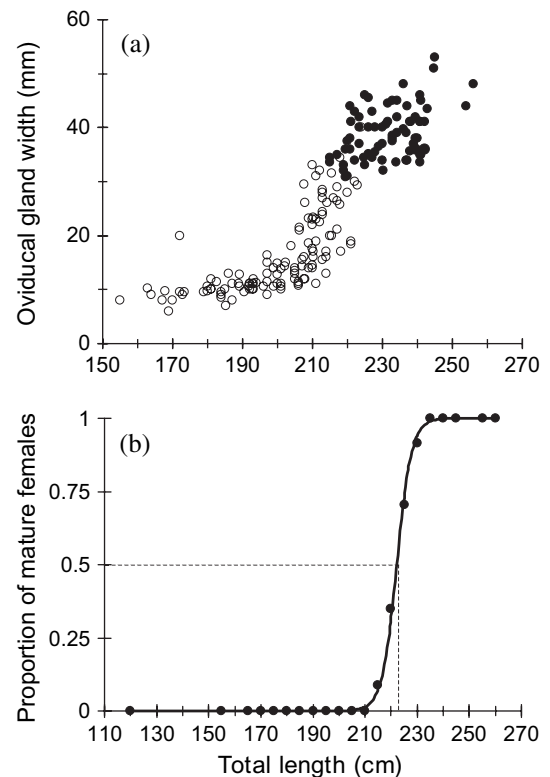 (a)
Oviducal gland width (mm)
60
40
20
0
150 170 190 210 230 250 270
(b)
Proportion of mature females
1
0.75
0.5
0.25
0
110 130 150 170 190 210 230 250 270
Total length (cm)